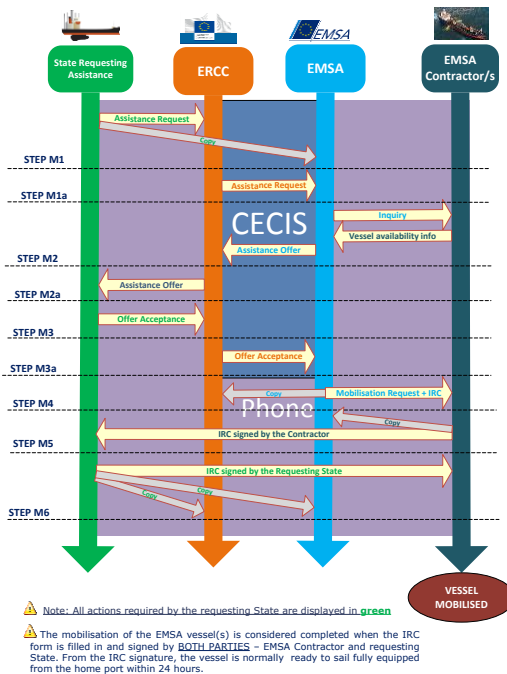 EMSA
State Requesting
Assistance
ERCC
EMSA
EMSA
Contractor/s
Assistance Request
Copy
STEP M1
Assistance Request
STEP M1a
Inquiry
CECIS
Vessel availability info
Assistance Offer
STEP M2
Assistance Offer
STEP M2a
Offer Acceptance
STEP M3
Offer Acceptance
STEP M3a
Copy
Mobilisation Request + IRC
STEP M4
Phone
Copy
IRC signed by the Contractor
STEP M5
IRC signed by the Requesting State
Copy
Copy
STEP M6
VESSEL
MOBILISED
Note: All actions required by the requesting State are displayed in green
The mobilisation of the EMSA vessel(s) is considered completed when the IRC
form is filled in and signed by BOTH PARTIES – EMSA Contractor and requesting
State. From the IRC signature, the vessel is normally ready to sail fully equipped
from the home port within 24 hours.